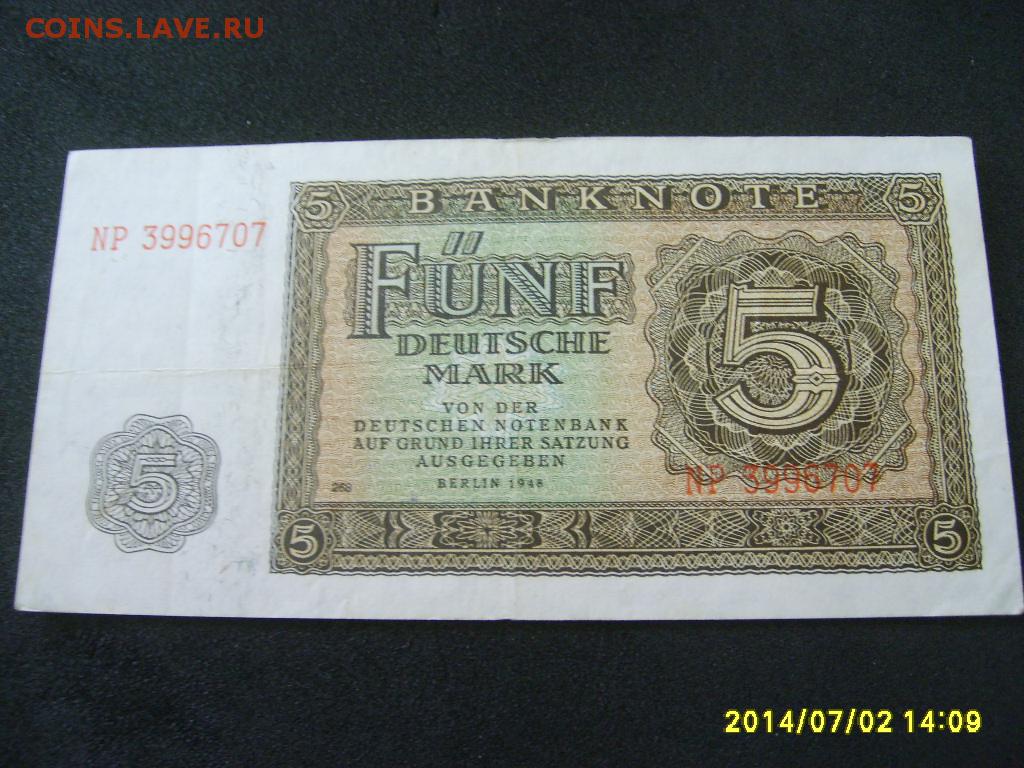 COINS.LAVE.RU
5 BANKNOTE 5
NP 3996707
FÜNF
DEUTSCHE
MARK
5
VON DER
DEUTSCHEN NOTENBANK
AUF GRUND IHRER SATZUNG
AUSGEGEBEN
BERLIN 1948
5
NP 3996707
5
5
2014/07/02 14:09